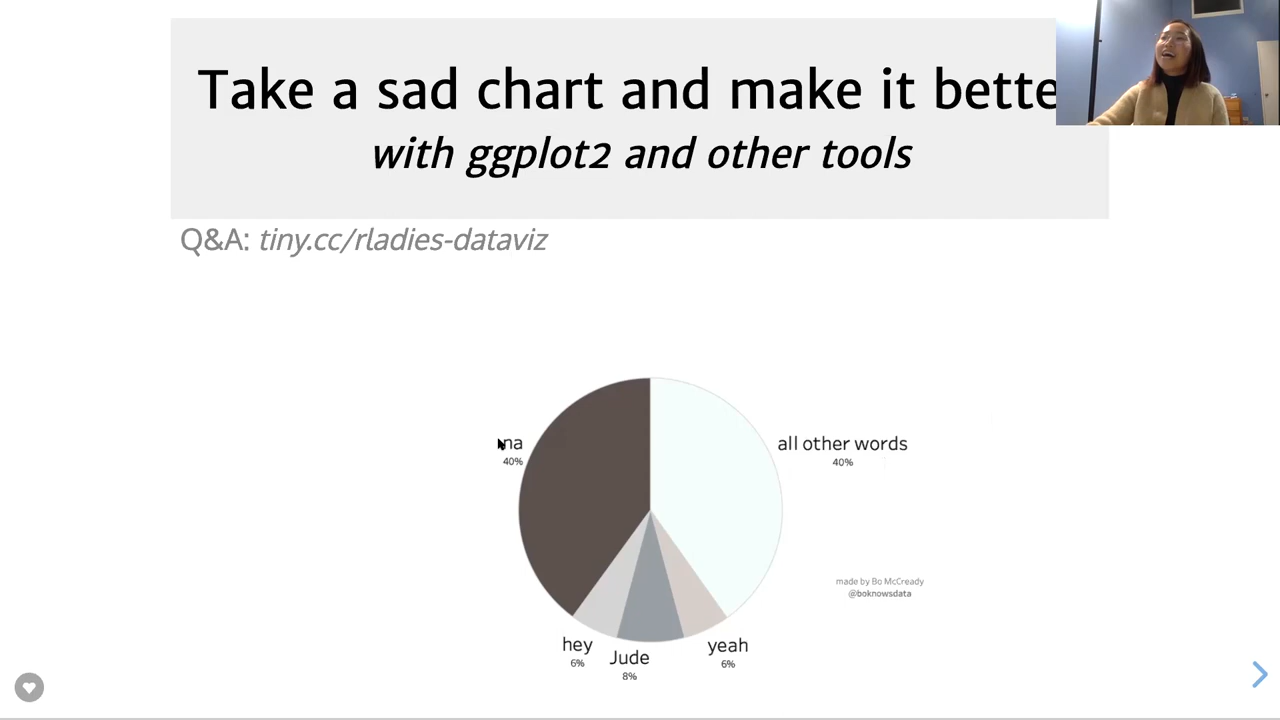 Take a sad chart and make it bette
with ggplot2 and other tools
Q&A: tiny.cc/rladies-dataviz
na
40%
all other words
40%
made by Bo McCready
@boknowsdata
hey
6%
Jude
8%
yeah
6%